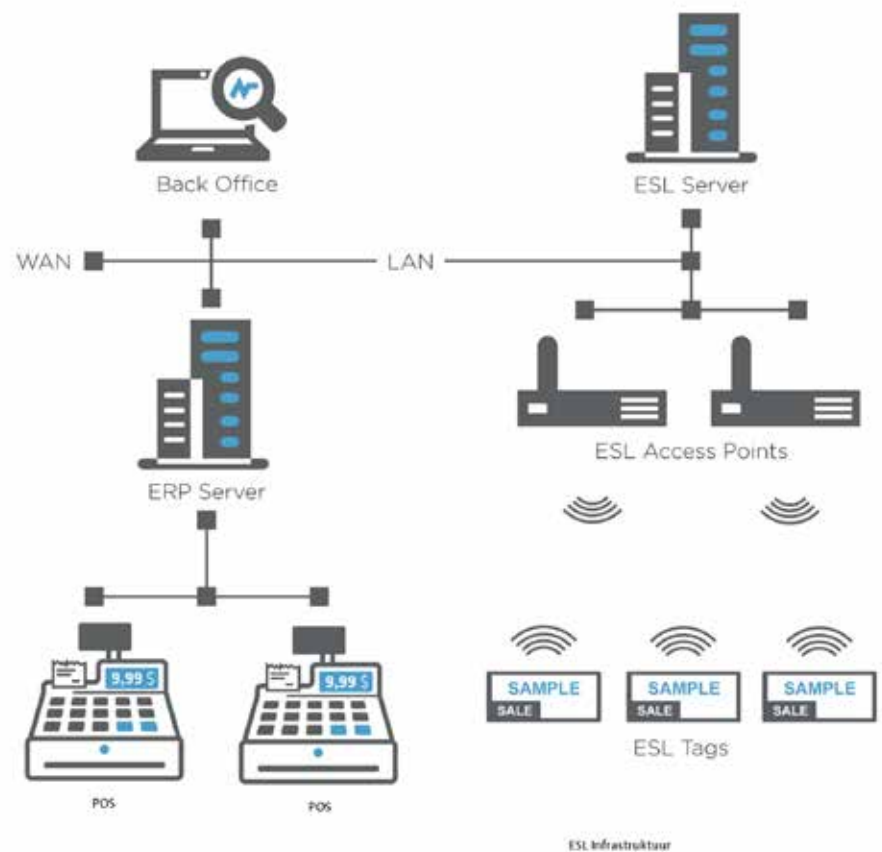 Back Office
ESL Server
WAN
LAN
ESL Access Points
ERP Server
9,99 $
9,99 $
SAMPLE
SALE
SAMPLE
SALE
SAMPLE
SALE
ESL Tags
POS
POS
ESL Infrastruktuur